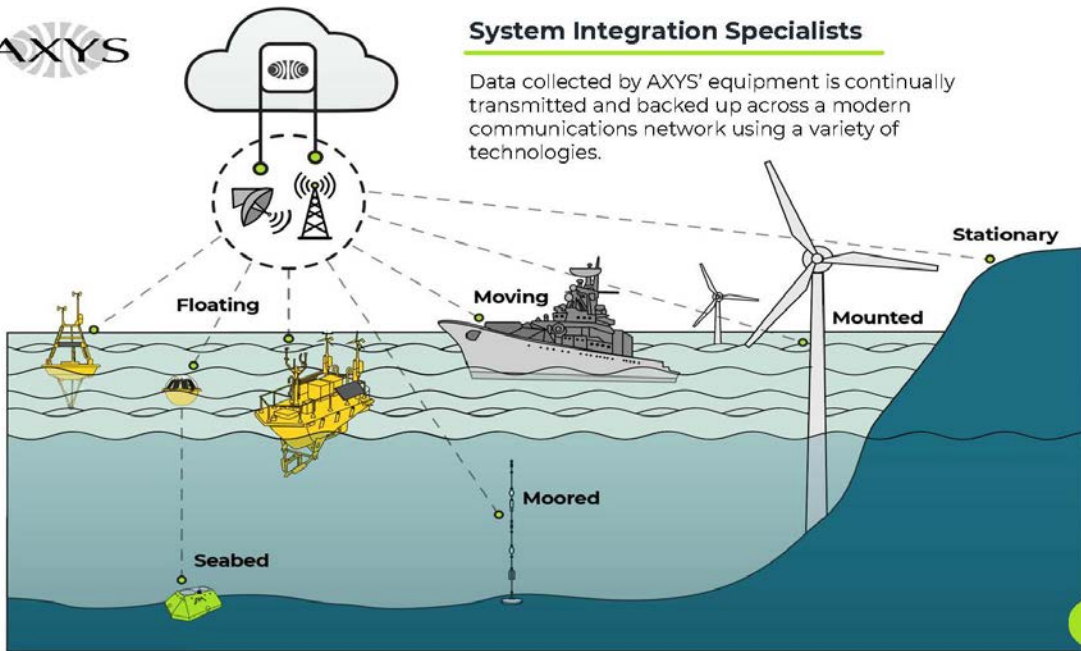 AXYS
System Integration Specialists
Data collected by AXYS' equipment is continually
transmitted and backed up across a modern
communications network using a variety of
technologies.
Stationary
Floating
Moving
Mounted
Moored
Seabed